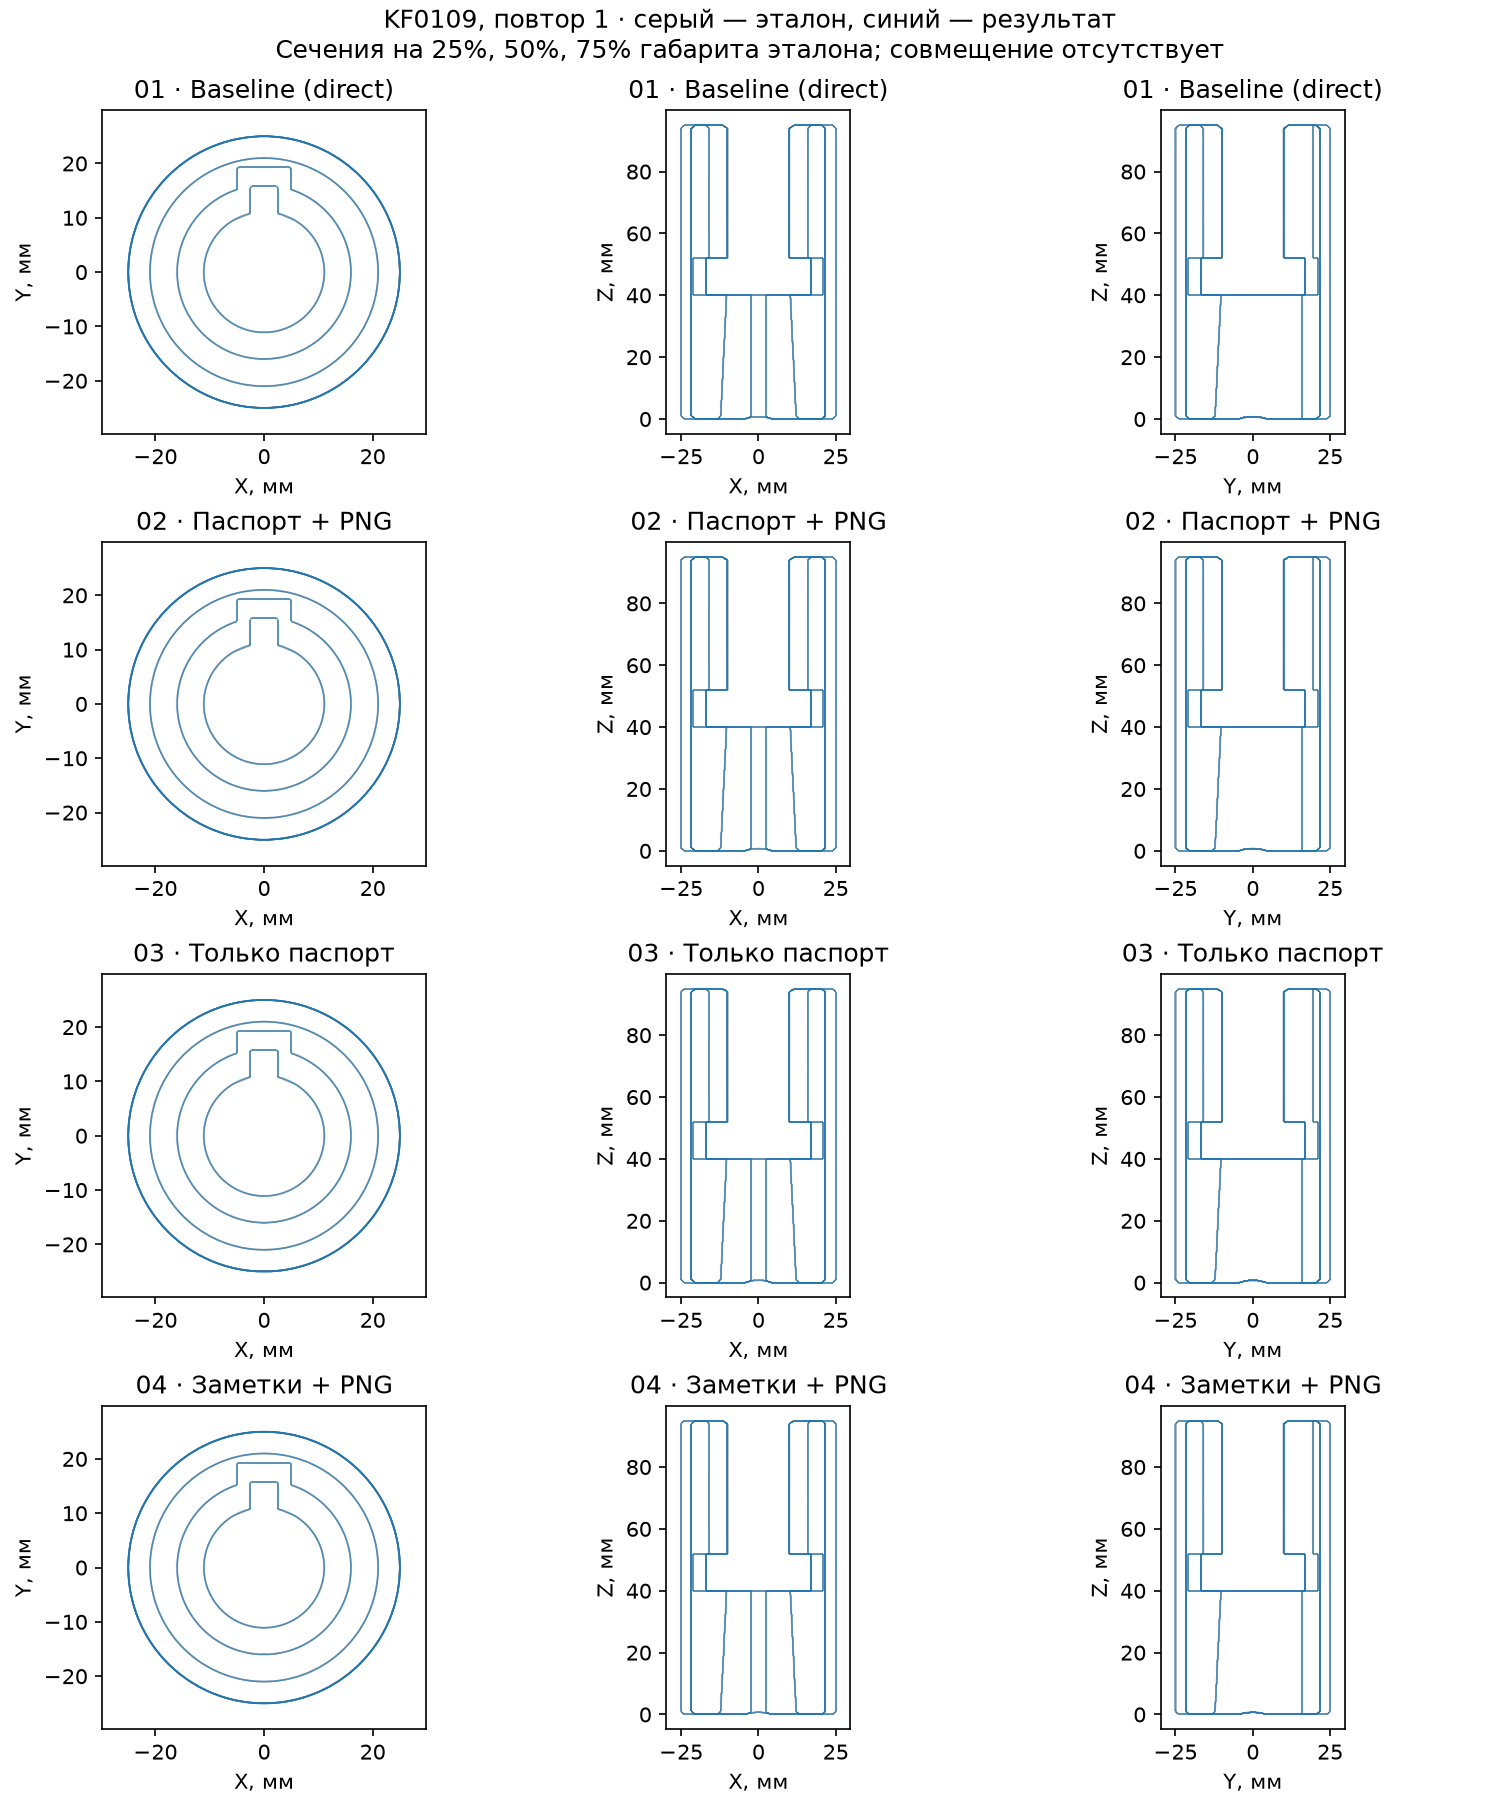 KF0109, повтор 1 · серый — эталон, синий — результат
Сечения на 25%, 50%, 75% габарита эталона; совмещение отсутствует
01 · Baseline (direct)
01 · Baseline (direct)
01 · Baseline (direct)
20
10
0
−10
−20
Y, мм
−20 0 20
X, мм
80
60
40
20
0
Z, мм
−25 0 25
X, мм
80
60
40
20
0
Z, мм
−25 0 25
Y, мм
02 · Паспорт + PNG
02 · Паспорт + PNG
02 · Паспорт + PNG
20
10
0
−10
−20
Y, мм
−20 0 20
X, мм
80
60
40
20
0
Z, мм
−25 0 25
X, мм
80
60
40
20
0
Z, мм
−25 0 25
Y, мм
03 · Только паспорт
03 · Только паспорт
03 · Только паспорт
20
10
0
−10
−20
Y, мм
−20 0 20
X, мм
80
60
40
20
0
Z, мм
−25 0 25
X, мм
80
60
40
20
0
Z, мм
−25 0 25
Y, мм
04 · Заметки + PNG
04 · Заметки + PNG
04 · Заметки + PNG
20
10
0
−10
−20
Y, мм
−20 0 20
X, мм
80
60
40
20
0
Z, мм
−25 0 25
X, мм
80
60
40
20
0
Z, мм
−25 0 25
Y, мм